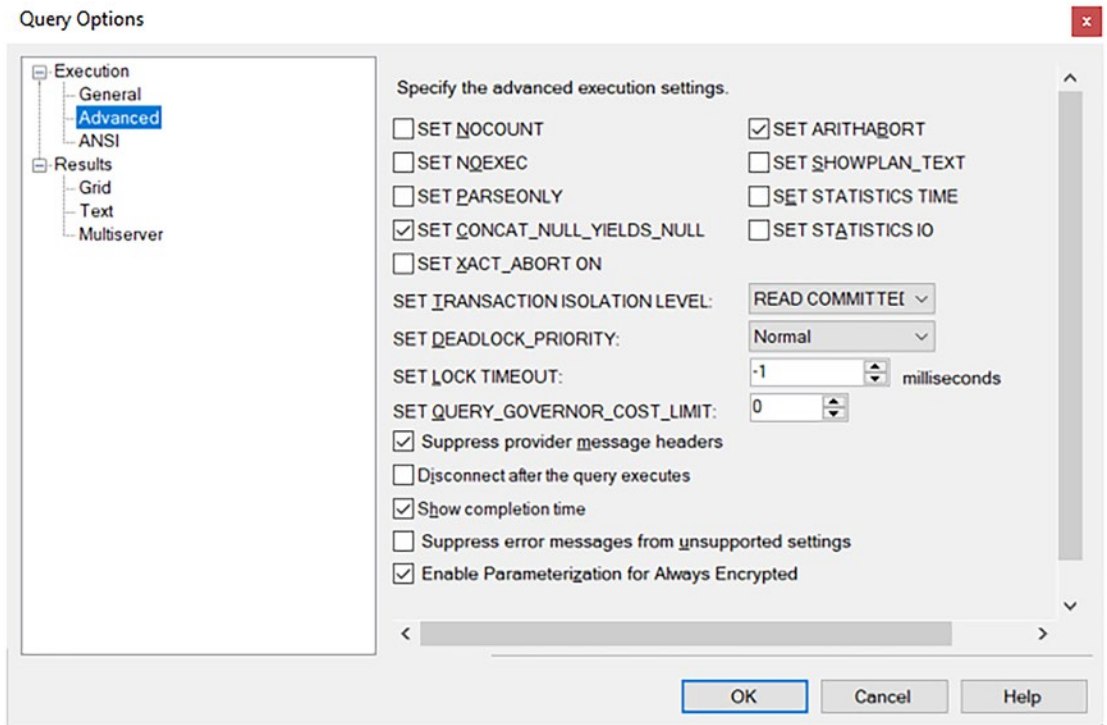 Query Options
x
Execution
General
Advanced
ANSI
Results
Grid
Text
Multiserver
Specify the advanced execution settings.
SET NOCOUNT
SET ARITHABORT
SET NOEXEC
SET SHOWPLAN_TEXT
SET PARSEONLY
SET STATISTICS TIME
SET CONCAT_NULL_YIELDS_NULL
SET STATISTICS IO
SET XACT_ABORT ON
SET TRANSACTION ISOLATION LEVEL: READ COMMITTE
SET DEADLOCK_PRIORITY: Normal
SET LOCK TIMEOUT: -1 milliseconds
SET QUERY_GOVERNOR_COST_LIMIT: 0
Suppress provider message headers
Disconnect after the query executes
Show completion time
Suppress error messages from unsupported settings
Enable Parameterization for Always Encrypted
OK Cancel Help